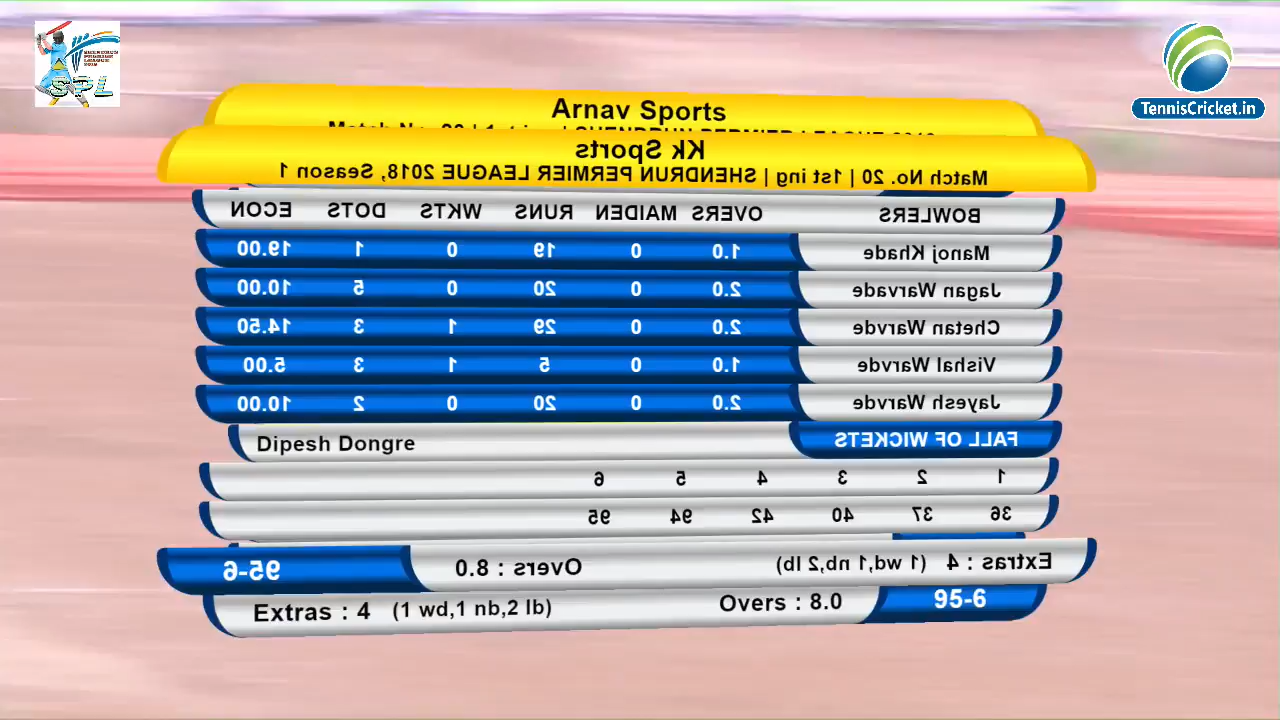 SPL
TennisCricket.in
Arnav Sports
Kk Sports
Match No. 20 | 1st ing | SHENDRUN PERMIER LEAGUE 2018, Season 1
BOWLERS OVERS MAIDEN RUNS WKTS DOTS ECON
Manoj Khade 1.0 0 19 0 1 19.00
Jagan Warvade 2.0 0 20 0 5 10.00
Chetan Warvde 2.0 0 29 1 3 14.50
Vishal Warvde 1.0 0 5 1 3 5.00
Jayesh Warvde 2.0 0 20 0 2 10.00
FALL OF WICKETS
Dipesh Dongre
1 2 3 4 5 6
36 37 40 42 94 95
Extras : 4 (1 wd,1 nb,2 lb) Overs : 8.0 95-6
Extras : 4 (1 wd,1 nb,2 lb) Overs : 8.0 95-6